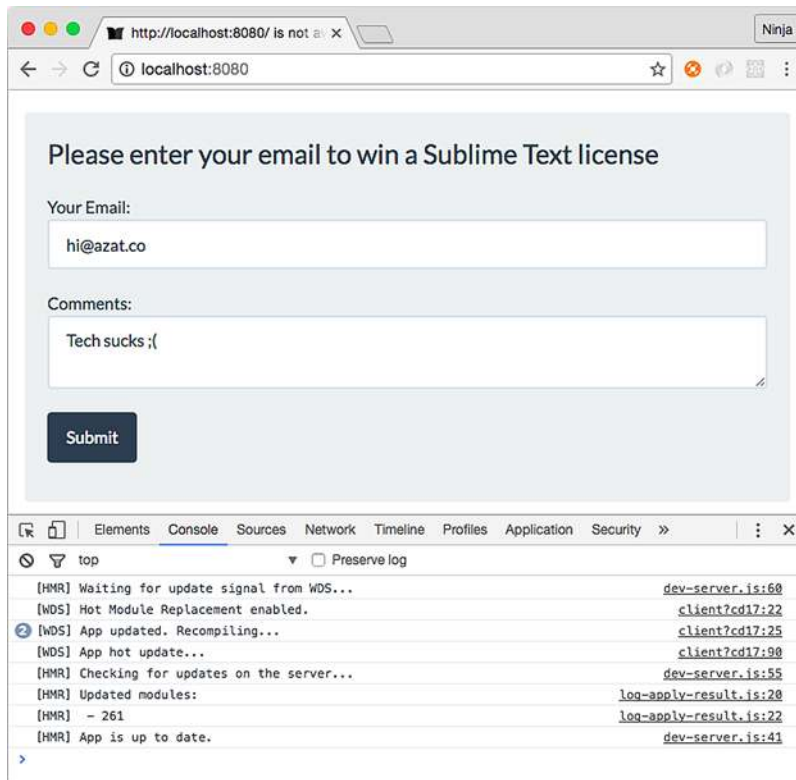 http://localhost:8080/ is not a
Ninja
localhost:8080
Please enter your email to win a Sublime Text license
Your Email:
hi@azat.co
Comments:
Tech sucks ;(
Submit
Elements Console Sources Network Timeline Profiles Application Security »
top Preserve log
[HMR] Waiting for update signal from WDS... dev-server.js:60
[WDS] Hot Module Replacement enabled. client?cd17:22
2 [WDS] App updated. Recompiling... client?cd17:25
[WDS] App hot update... client?cd17:90
[HMR] Checking for updates on the server... dev-server.js:55
[HMR] Updated modules: log-apply-result.js:20
[HMR] - 261 log-apply-result.js:22
[HMR] App is up to date. dev-server.js:41
>